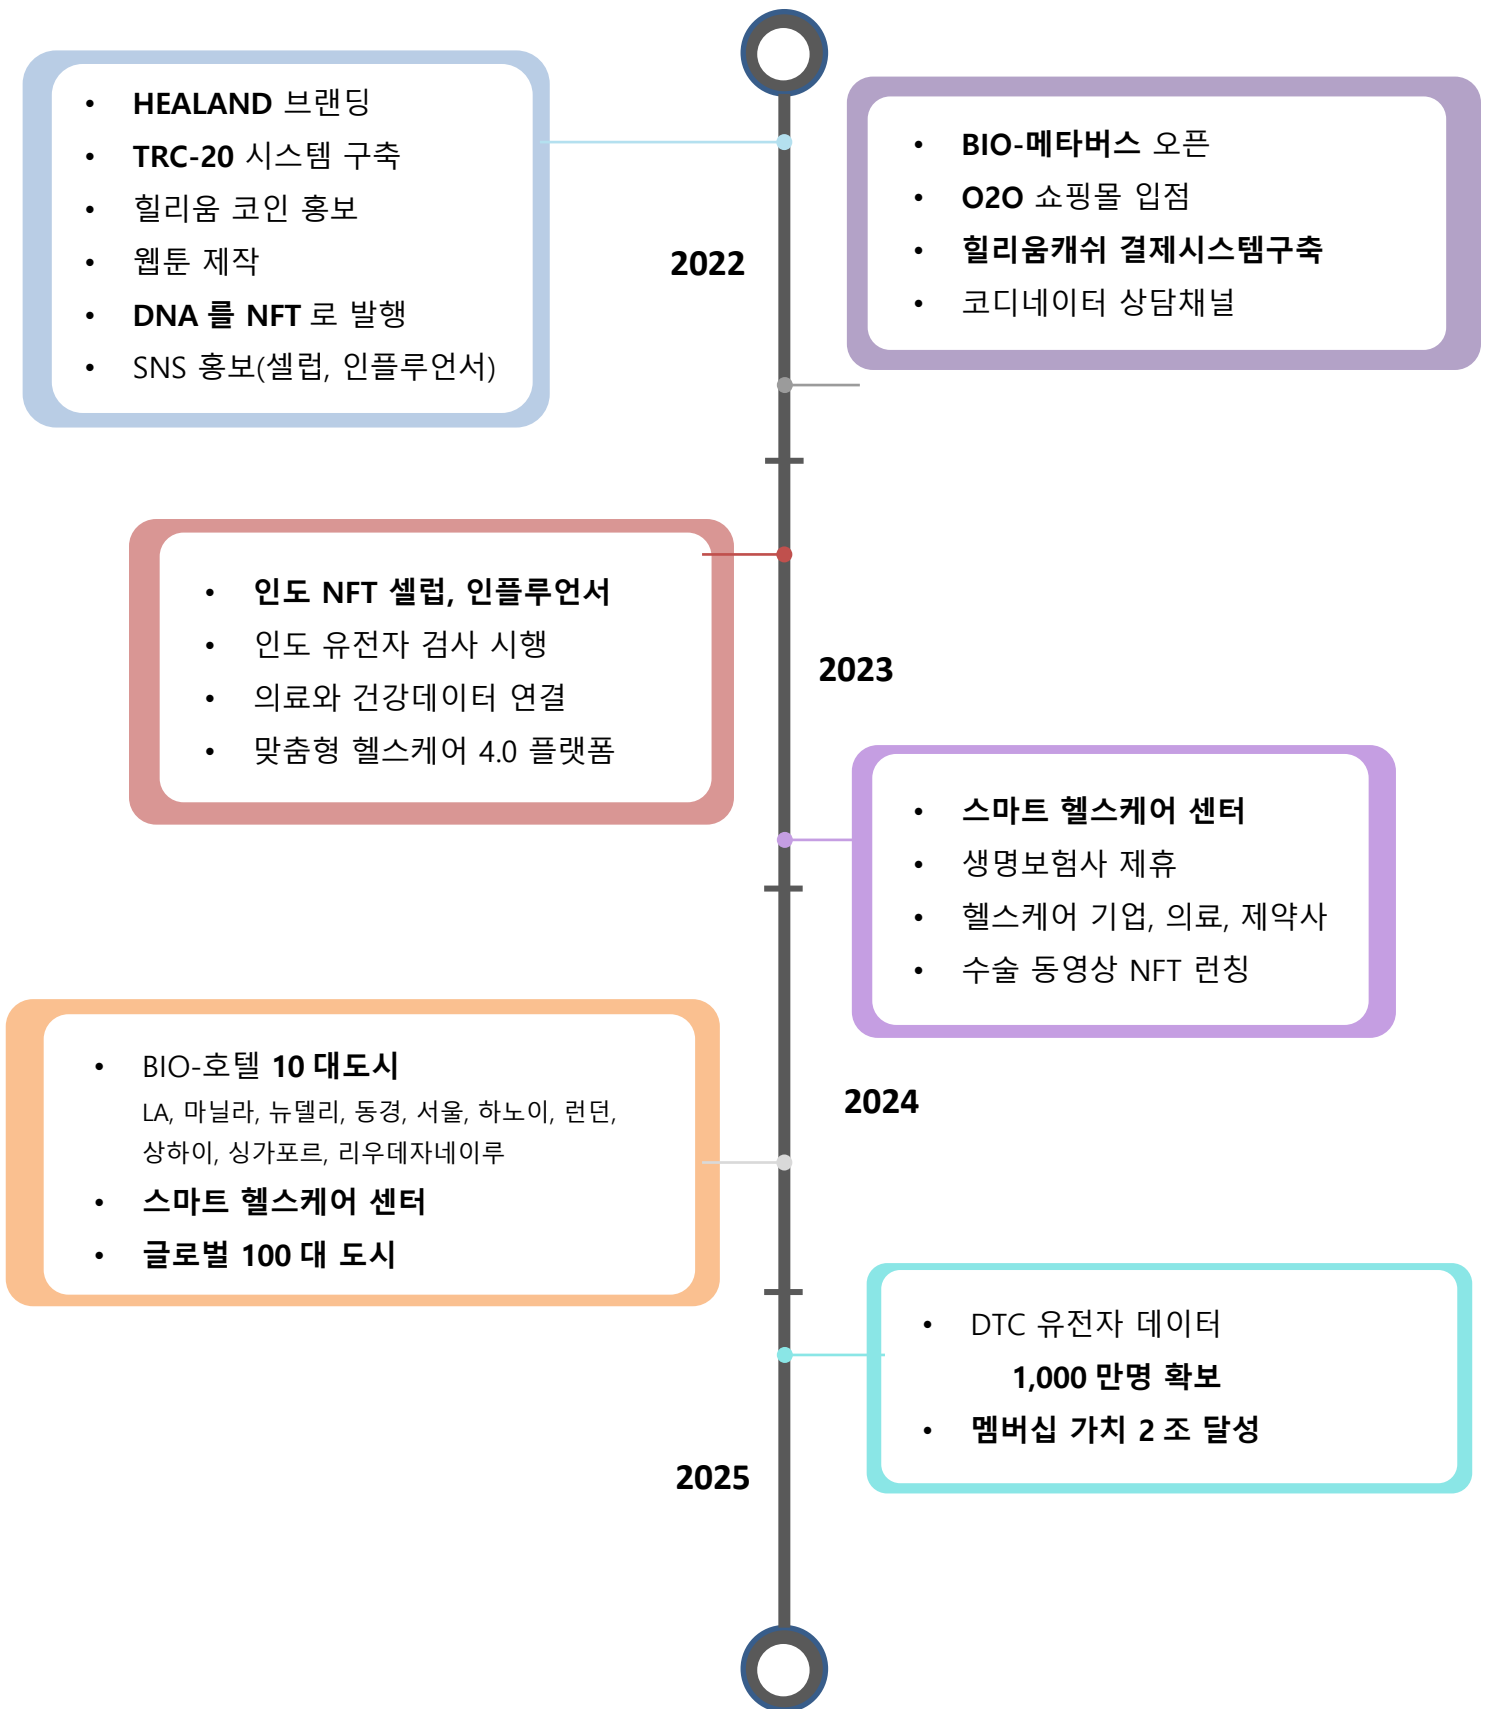 • HEALAND 브랜딩
• TRC-20 시스템 구축
• 힐리움 코인 홍보
• 웹툰 제작
• DNA 를 NFT 로 발행
• SNS 홍보(셀럽, 인플루언서)
2022
• BIO-메타버스 오픈
• O2O 쇼핑몰 입점
• 힐리움캐쉬 결제시스템구축
• 코디네이터 상담채널
• 인도 NFT 셀럽, 인플루언서
• 인도 유전자 검사 시행
• 의료와 건강데이터 연결
• 맞춤형 헬스케어 4.0 플랫폼
2023
• 스마트 헬스케어 센터
• 생명보험사 제휴
• 헬스케어 기업, 의료, 제약사
• 수술 동영상 NFT 런칭
• BIO-호텔 10 대도시
LA, 마닐라, 뉴델리, 동경, 서울, 하노이, 런던,
상하이, 싱가포르, 리우데자네이루
• 스마트 헬스케어 센터
• 글로벌 100 대 도시
2024
• DTC 유전자 데이터
1,000 만명 확보
• 멤버십 가치 2 조 달성
2025